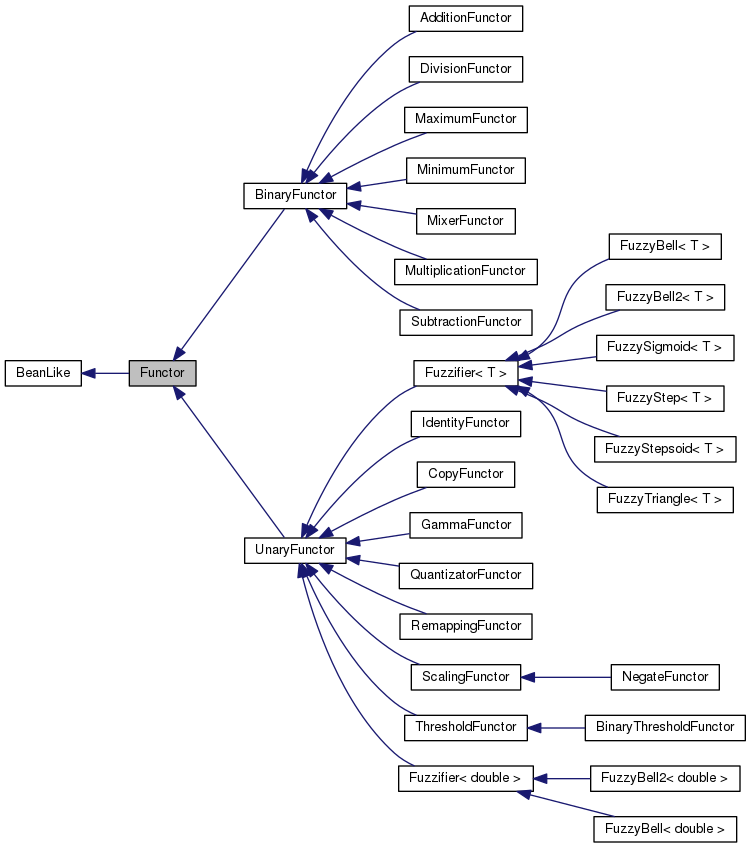 AdditionFunctor
DivisionFunctor
MaximumFunctor
MinimumFunctor
BinaryFunctor
MixerFunctor
FuzzyBell< T >
MultiplicationFunctor
FuzzyBell2< T >
SubtractionFunctor
FuzzySigmoid< T >
BeanLike
Functor
Fuzzifier< T >
FuzzyStep< T >
IdentityFunctor
FuzzyStepsoid< T >
CopyFunctor
FuzzyTriangle< T >
GammaFunctor
UnaryFunctor
QuantizatorFunctor
RemappingFunctor
ScalingFunctor
NegateFunctor
ThresholdFunctor
BinaryThresholdFunctor
Fuzzifier< double >
FuzzyBell2< double >
FuzzyBell< double >